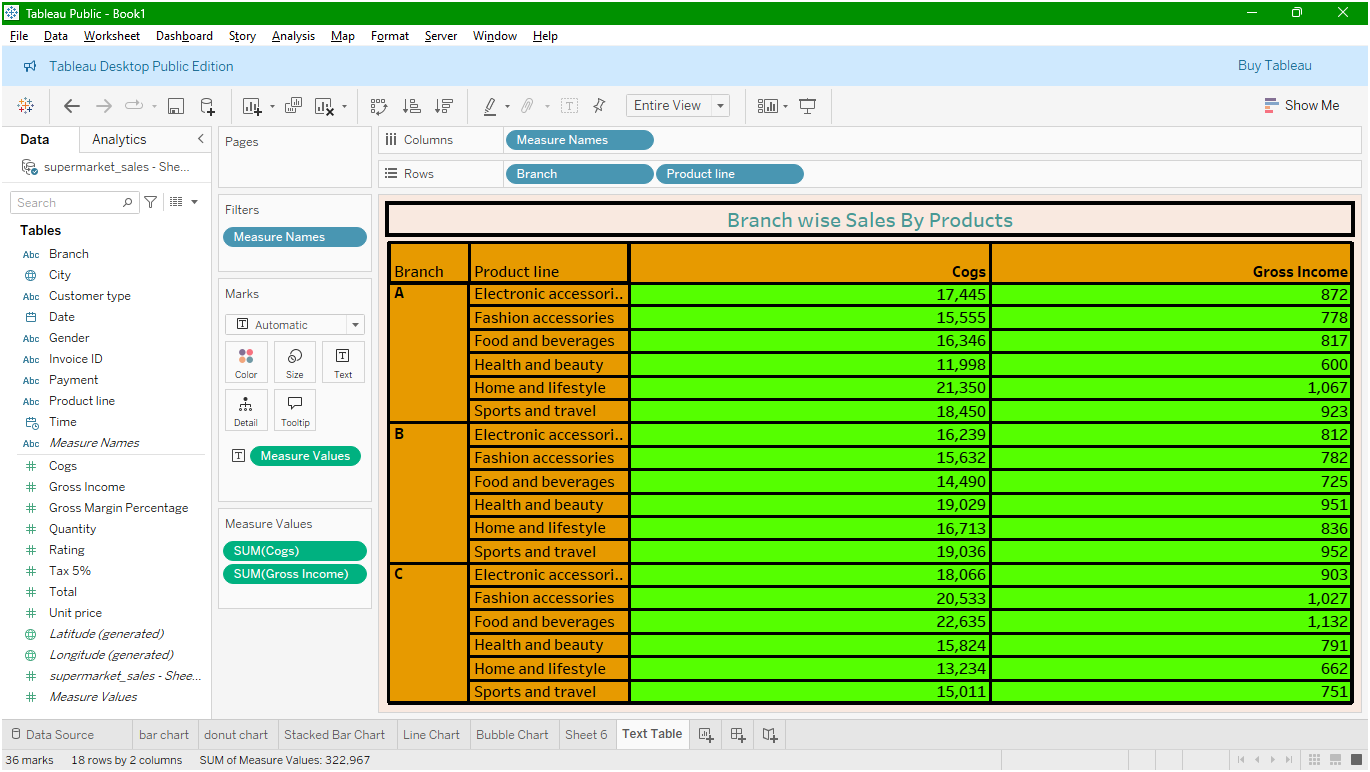 Tableau Public - Book1
File Data Worksheet Dashboard Story Analysis Map Format Server Window Help
Tableau Desktop Public Edition
Buy Tableau
Entire View
Show Me
Data Analytics
supermarket_sales - She...
Search
Tables
Abc Branch
City
Abc Customer type
Date
Abc Gender
Abc Invoice ID
Abc Payment
Abc Product line
Time
Abc Measure Names
# Cogs
# Gross Income
# Gross Margin Percentage
# Quantity
# Rating
# Tax 5%
# Total
# Unit price
Latitude (generated)
Longitude (generated)
# supermarket_sales - Shee...
# Measure Values
Pages
Filters
Measure Names
Marks
T Automatic
Color Size Text
Detail Tooltip
Measure Values
Measure Values
SUM(Cogs)
SUM(Gross Income)
Columns Measure Names
Rows Branch Product line
Branch wise Sales By Products
Branch Product line Cogs Gross Income
A Electronic accessori.. 17,445 872
Fashion accessories 15,555 778
Food and beverages 16,346 817
Health and beauty 11,998 600
Home and lifestyle 21,350 1,067
Sports and travel 18,450 923
B Electronic accessori.. 16,239 812
Fashion accessories 15,632 782
Food and beverages 14,490 725
Health and beauty 19,029 951
Home and lifestyle 16,713 836
Sports and travel 19,036 952
C Electronic accessori.. 18,066 903
Fashion accessories 20,533 1,027
Food and beverages 22,635 1,132
Health and beauty 15,824 791
Home and lifestyle 13,234 662
Sports and travel 15,011 751
Data Source bar chart donut chart Stacked Bar Chart Line Chart Bubble Chart Sheet 6 Text Table
36 marks 18 rows by 2 columns SUM of Measure Values: 322,967